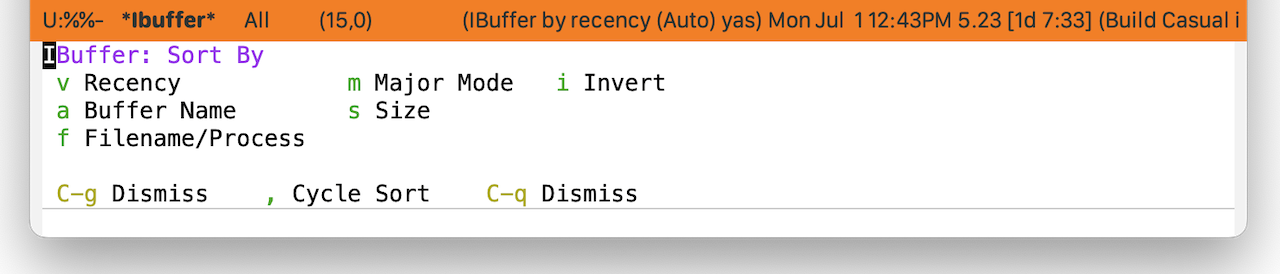 U:%%- *Ibuffer* All (15,0) (IBuffer by recency (Auto) yas) Mon Jul 1 12:43PM 5.23 [1d 7:33] (Build Casual i
IBuffer: Sort By
v Recency m Major Mode i Invert
a Buffer Name s Size
f Filename/Process
C-g Dismiss , Cycle Sort C-q Dismiss